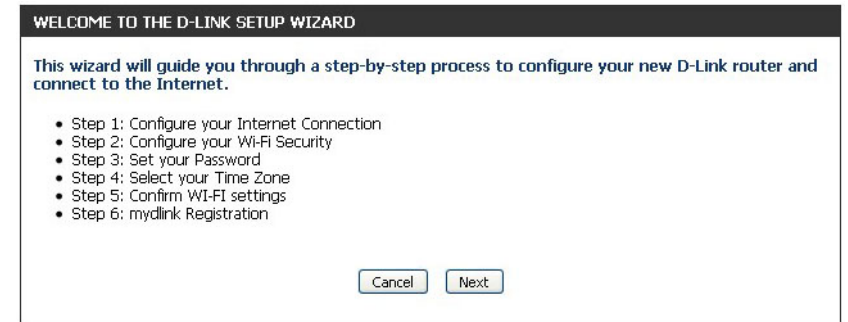 WELCOME TO THE D-LINK SETUP WIZARD
This wizard will guide you through a step-by-step process to configure your new D-Link router and
connect to the Internet.
• Step 1: Configure your Internet Connection
• Step 2: Configure your Wi-Fi Security
• Step 3: Set your Password
• Step 4: Select your Time Zone
• Step 5: Confirm WI-FI settings
• Step 6: mydlink Registration
Cancel Next